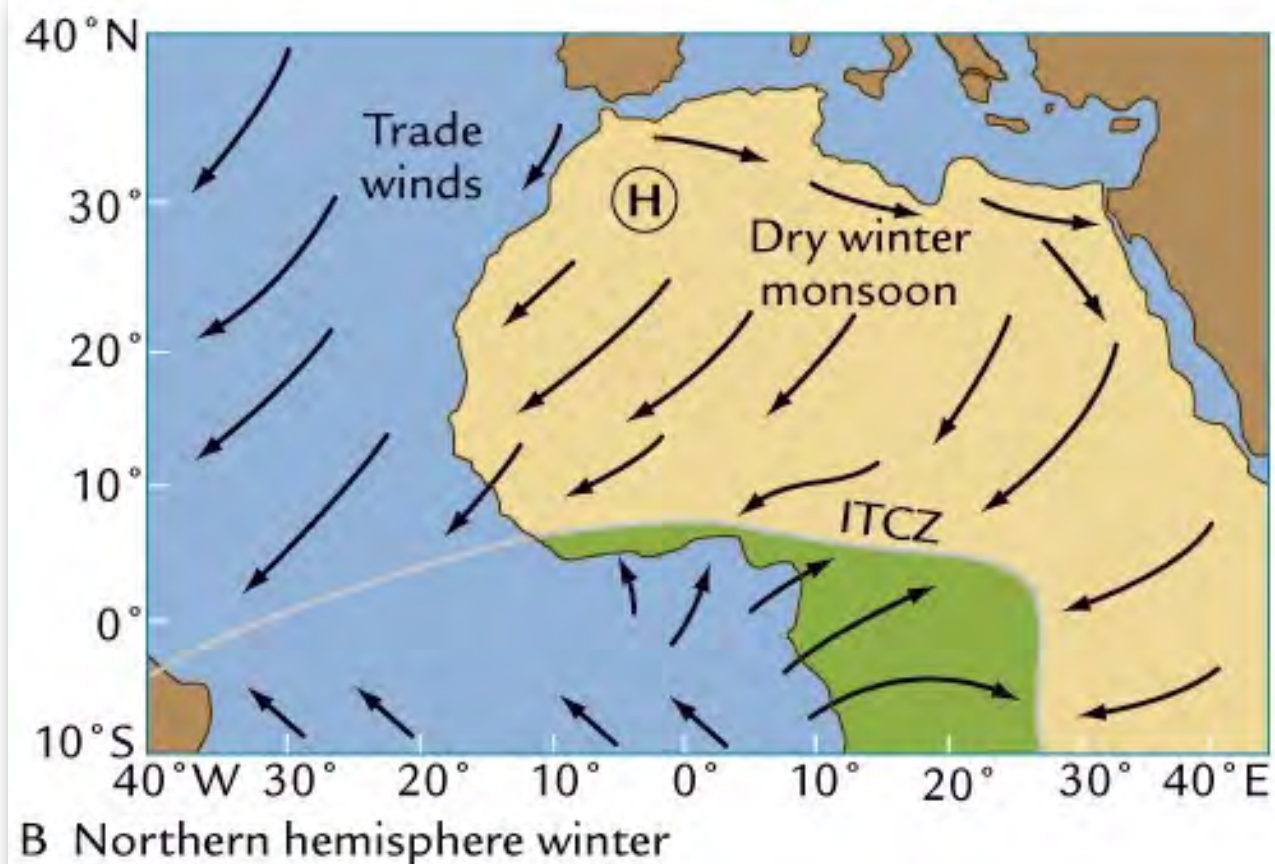 40°N
Trade
winds
30°
H
Dry winter
monsoon
20°
10°
ITCZ
0°
10°S
40°W 30° 20° 10° 0° 10° 20° 30° 40°E
B Northern hemisphere winter